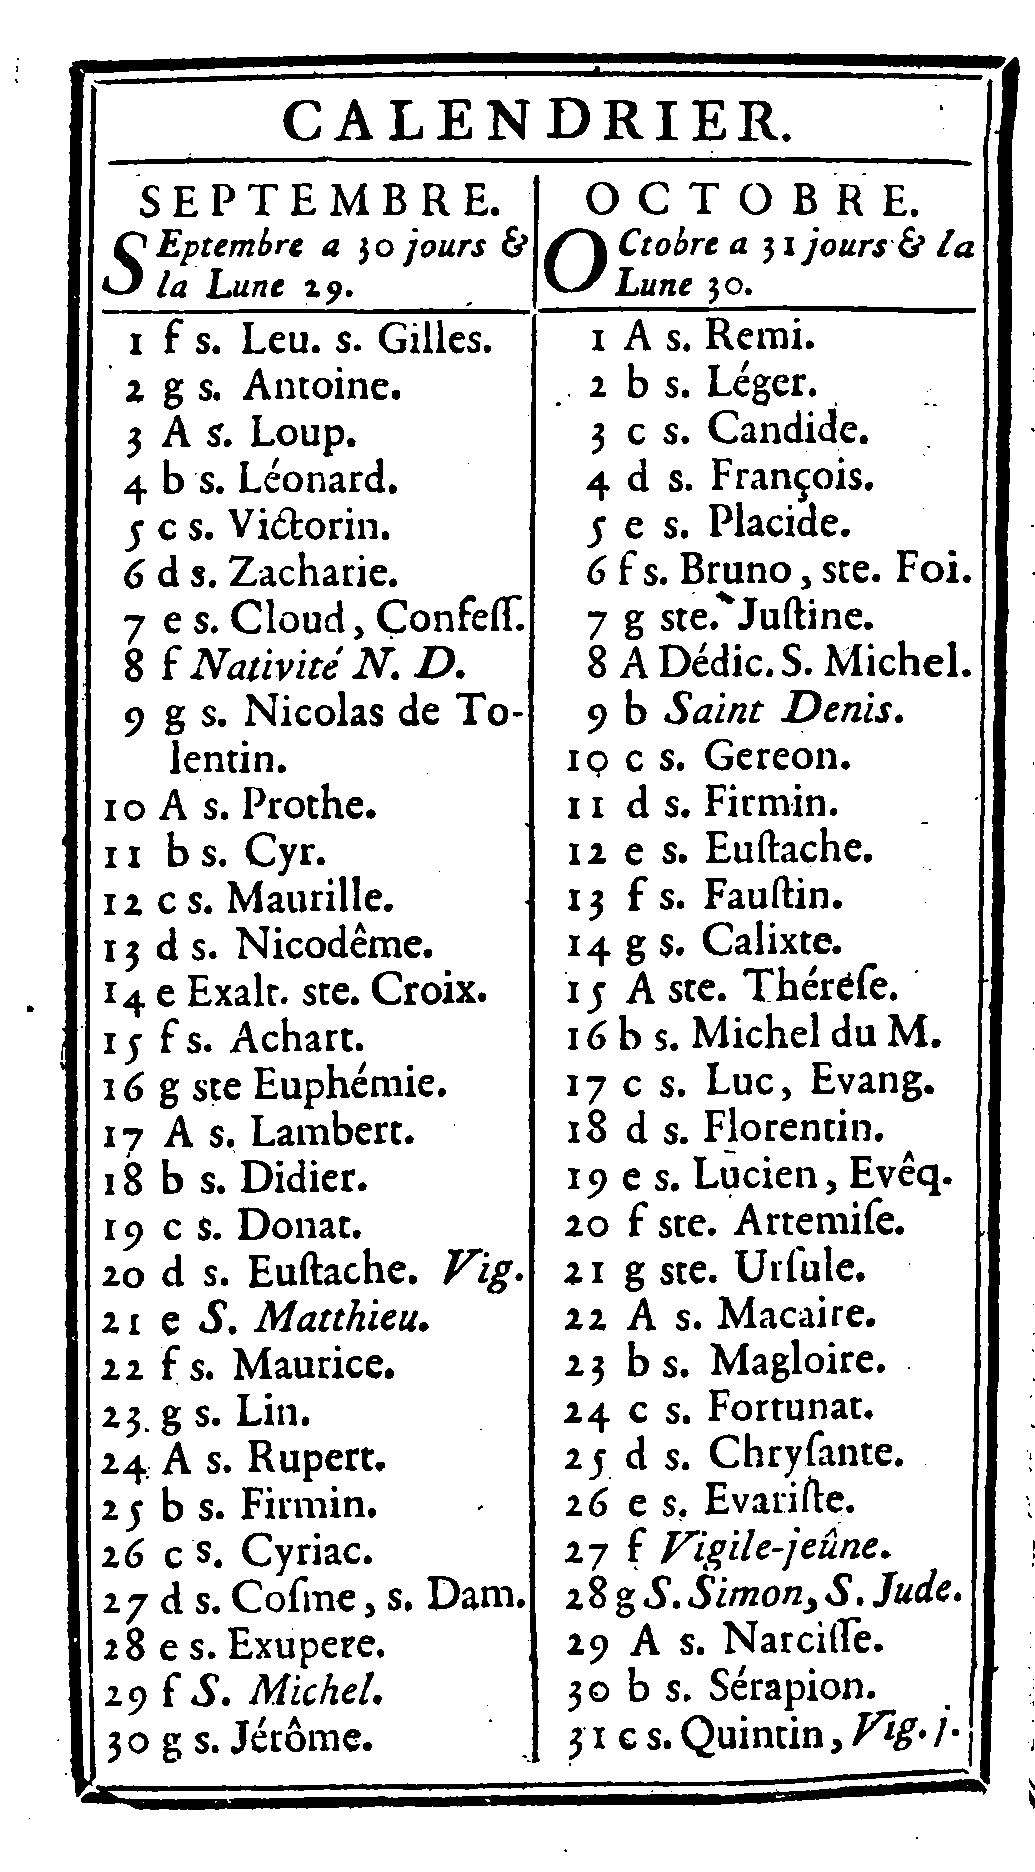 CALENDRIER.
SEPTEMBRE.
SEptembre a 30 jours &
la Lune 29.
1 f s. Leu. s. Gilles.
2 g s. Antoine.
3 A s. Loup.
4 b s. Léonard.
5 c s. Victorin.
6 d s. Zacharie.
7 e s. Cloud, Confeſſ.
8 f Nativité N. D.
9 g s. Nicolas de To-
lentin.
10 A s. Prothe.
11 b s. Cyr.
12 c s. Maurille.
13 d s. Nicodême.
14 e Exalt. ste. Croix.
15 f s. Achart.
16 g ste Euphémie.
17 A s. Lambert.
18 b s. Didier.
19 c s. Donat.
20 d s. Euſtache. Vig.
21 e S. Matthieu.
22 f s. Maurice.
23. g s. Lin.
24 A s. Rupert.
25 b s. Firmin.
26 c s. Cyriac.
27 d s. Coſme, s. Dam.
28 e s. Exupere.
29 f S. Michel.
30 g s. Jérôme.
OCTOBRE.
OCtobre a 31 jours & la
Lune 30.
1 A s. Remi.
2 b s. Léger.
3 c s. Candide.
4 d s. François.
5 e s. Placide.
6 f s. Bruno, ste. Foi.
7 g ste. Juſtine.
8 A Dédic. S. Michel.
9 b Saint Denis.
10 c s. Gereon.
11 d s. Firmin.
12 e s. Euſtache.
13 f s. Fauſtin.
14 g s. Calixte.
15 A ste. Théréſe.
16 b s. Michel du M.
17 c s. Luc, Evang.
18 d s. Florentin.
19 e s. Lucien, Evêq.
20 f ste. Artemiſe.
21 g ste. Urſule.
22 A s. Macaire.
23 b s. Magloire.
24 c s. Fortunat.
25 d s. Chryſante.
26 e s. Evariſte.
27 f Vigile-jeûne.
28 g S. Simon, S. Jude.
29 A s. Narciſſe.
30 b s. Sérapion.
31 c s. Quintin, Vig. j.